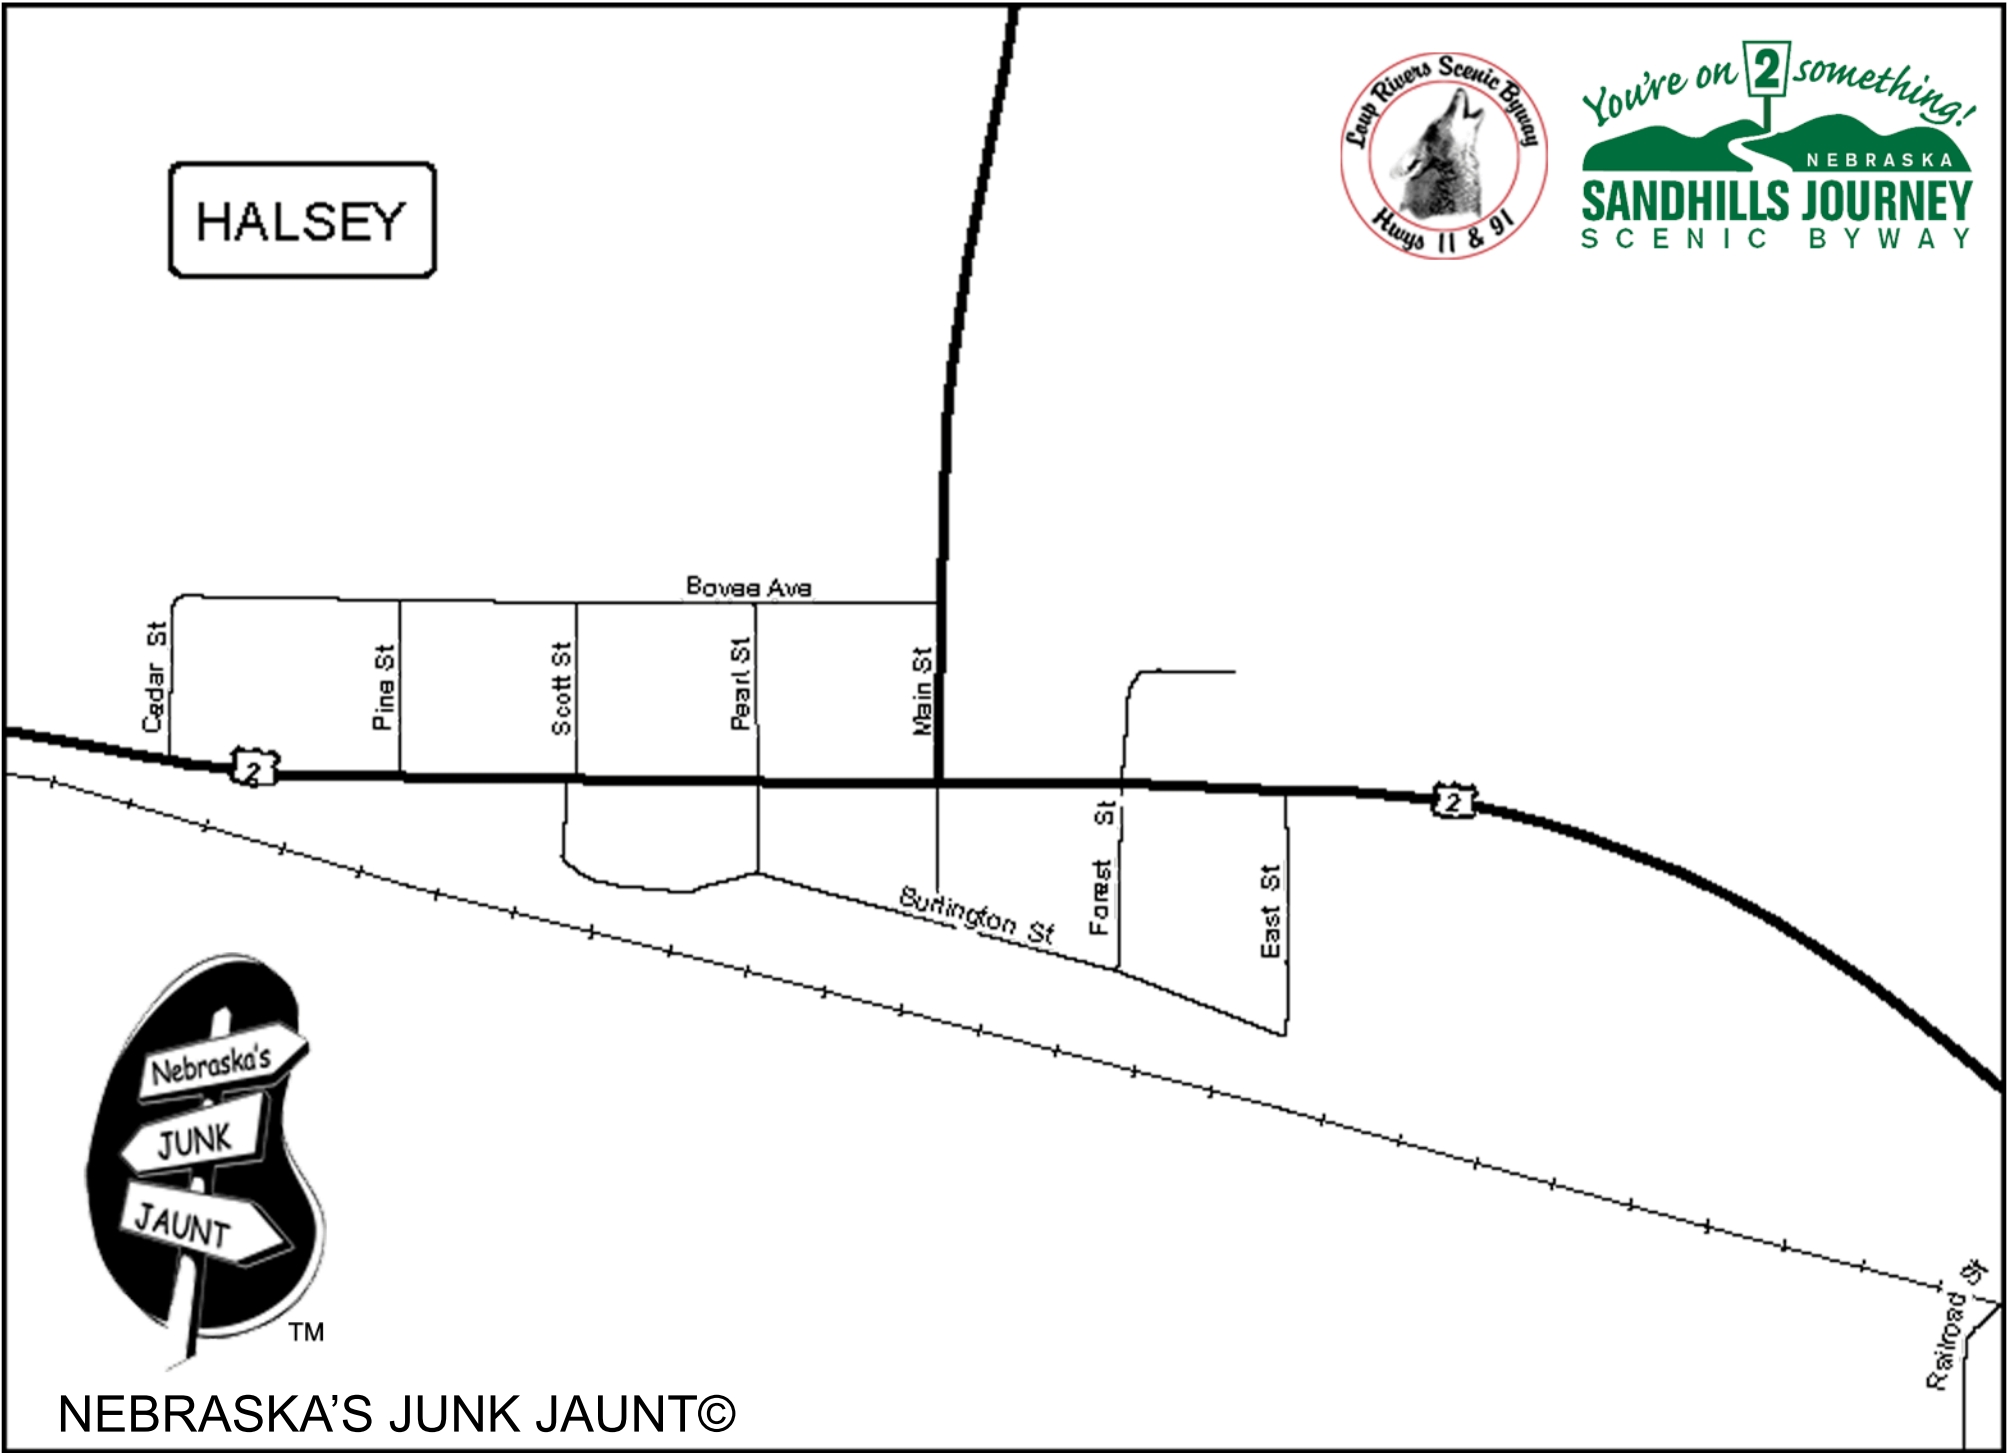 HALSEY
Loup Rivers Scenic Byway
Hwys 11 & 91
You're on 2 something!
NEBRASKA
SANDHILLS JOURNEY
SCENIC BYWAY
Bovee Ave
Cedar St
Pine St
Scott St
Pearl St
Main St
2
2
Forest St
East St
Burlington St
Railroad St
Nebraska's
JUNK
JAUNT
TM
NEBRASKA'S JUNK JAUNT©